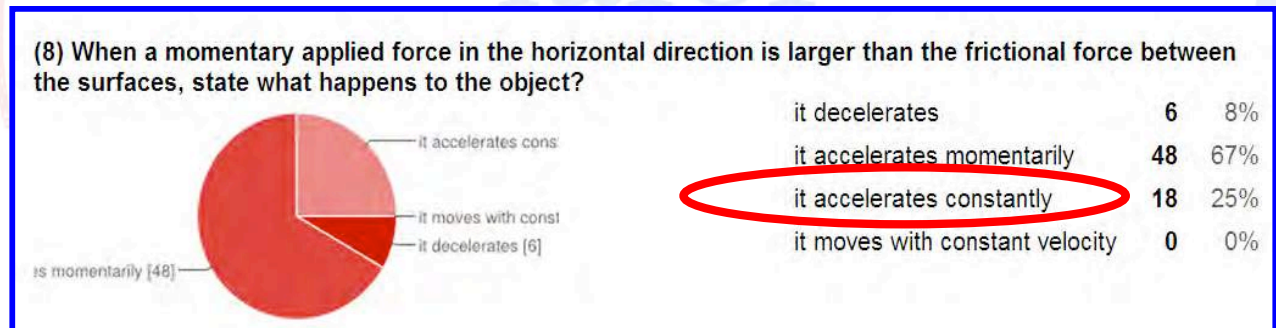 (8) When a momentary applied force in the horizontal direction is larger than the frictional force between
the surfaces, state what happens to the object?
it accelerates cons
it moves with const
it decelerates [6]
es momentarily [48]
it decelerates 6 8%
it accelerates momentarily 48 67%
it accelerates constantly 18 25%
it moves with constant velocity 0 0%